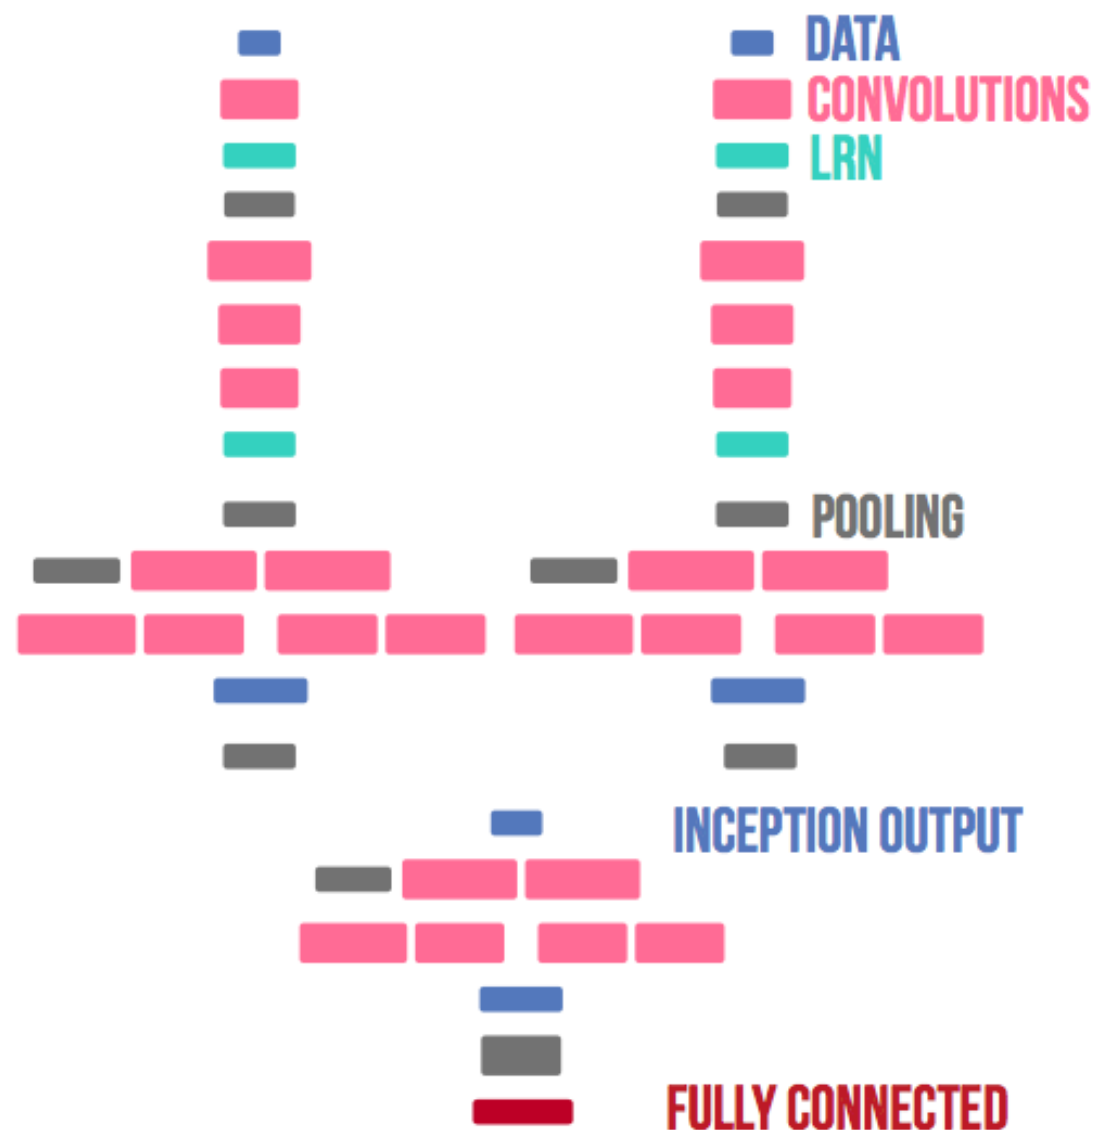 DATA
CONVOLUTIONS
LRN
POOLING
INCEPTION OUTPUT
FULLY CONNECTED